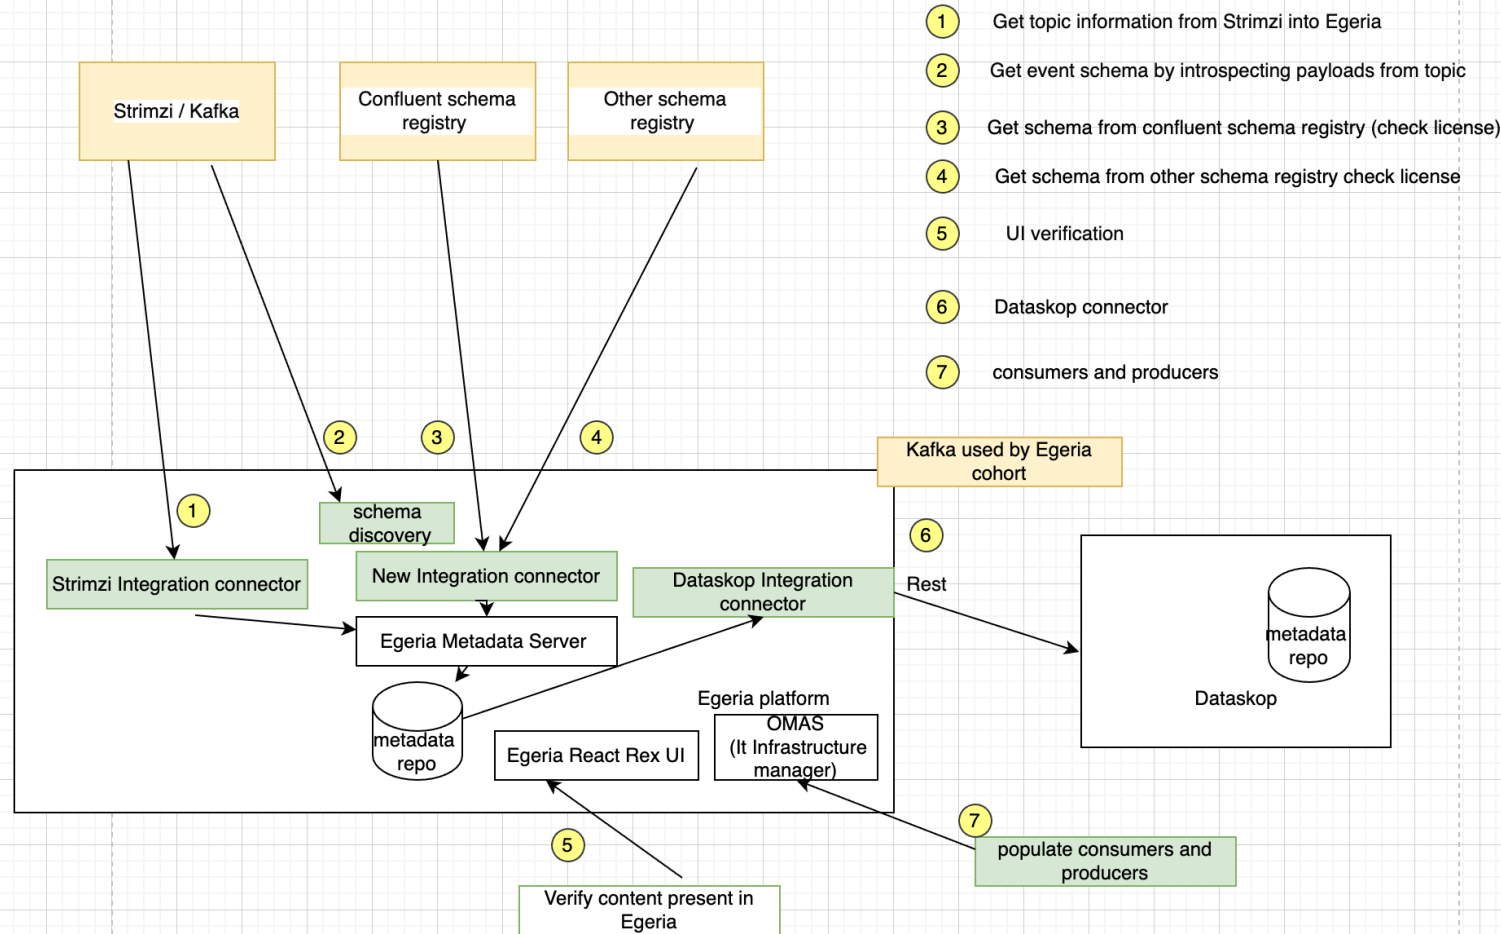 1 Get topic information from Strimzi into Egeria
2 Get event schema by introspecting payloads from topic
3 Get schema from confluent schema registry (check license)
4 Get schema from other schema registry check license
5 UI verification
6 Dataskop connector
7 consumers and producers
Strimzi / Kafka
Confluent schema
registry
Other schema
registry
2
3
4
Kafka used by Egeria
cohort
1
schema
discovery
6
Strimzi Integration connector
New Integration connector
Dataskop Integration
connector
Rest
Egeria Metadata Server
metadata
repo
Dataskop
metadata
repo
Egeria platform
Egeria React Rex UI
OMAS
(It Infrastructure
manager)
5
7
populate consumers and
producers
Verify content present in
Egeria